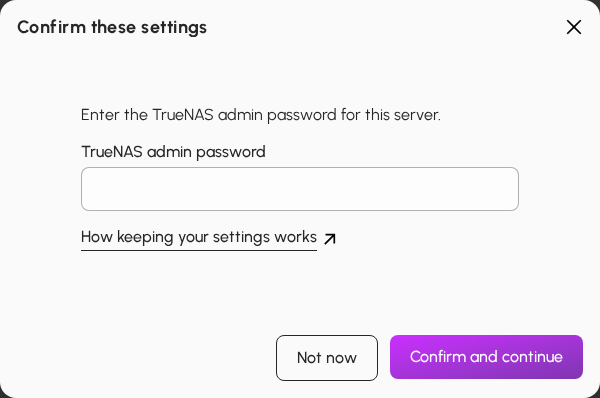 Confirm these settings
Enter the TrueNAS admin password for this server.
TrueNAS admin password
How keeping your settings works
Not now
Confirm and continue